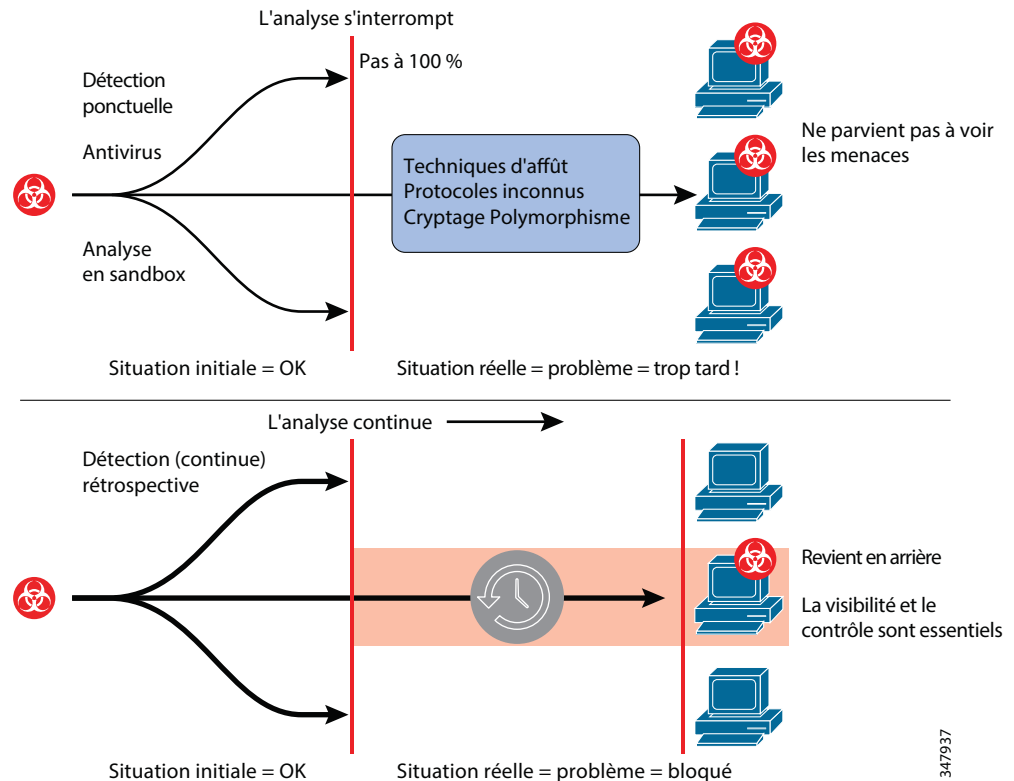 L'analyse s'interrompt
Pas à 100 %
Détection
ponctuelle
Antivirus
Analyse
en sandbox
Techniques d'affût
Protocoles inconnus
Cryptage Polymorphisme
Ne parvient pas à voir
les menaces
Situation initiale = OK
Situation réelle = problème = trop tard !
L'analyse continue
Détection (continue)
rétrospective
Revient en arrière
La visibilité et le
contrôle sont essentiels
Situation initiale = OK
Situation réelle = problème = bloqué
347937